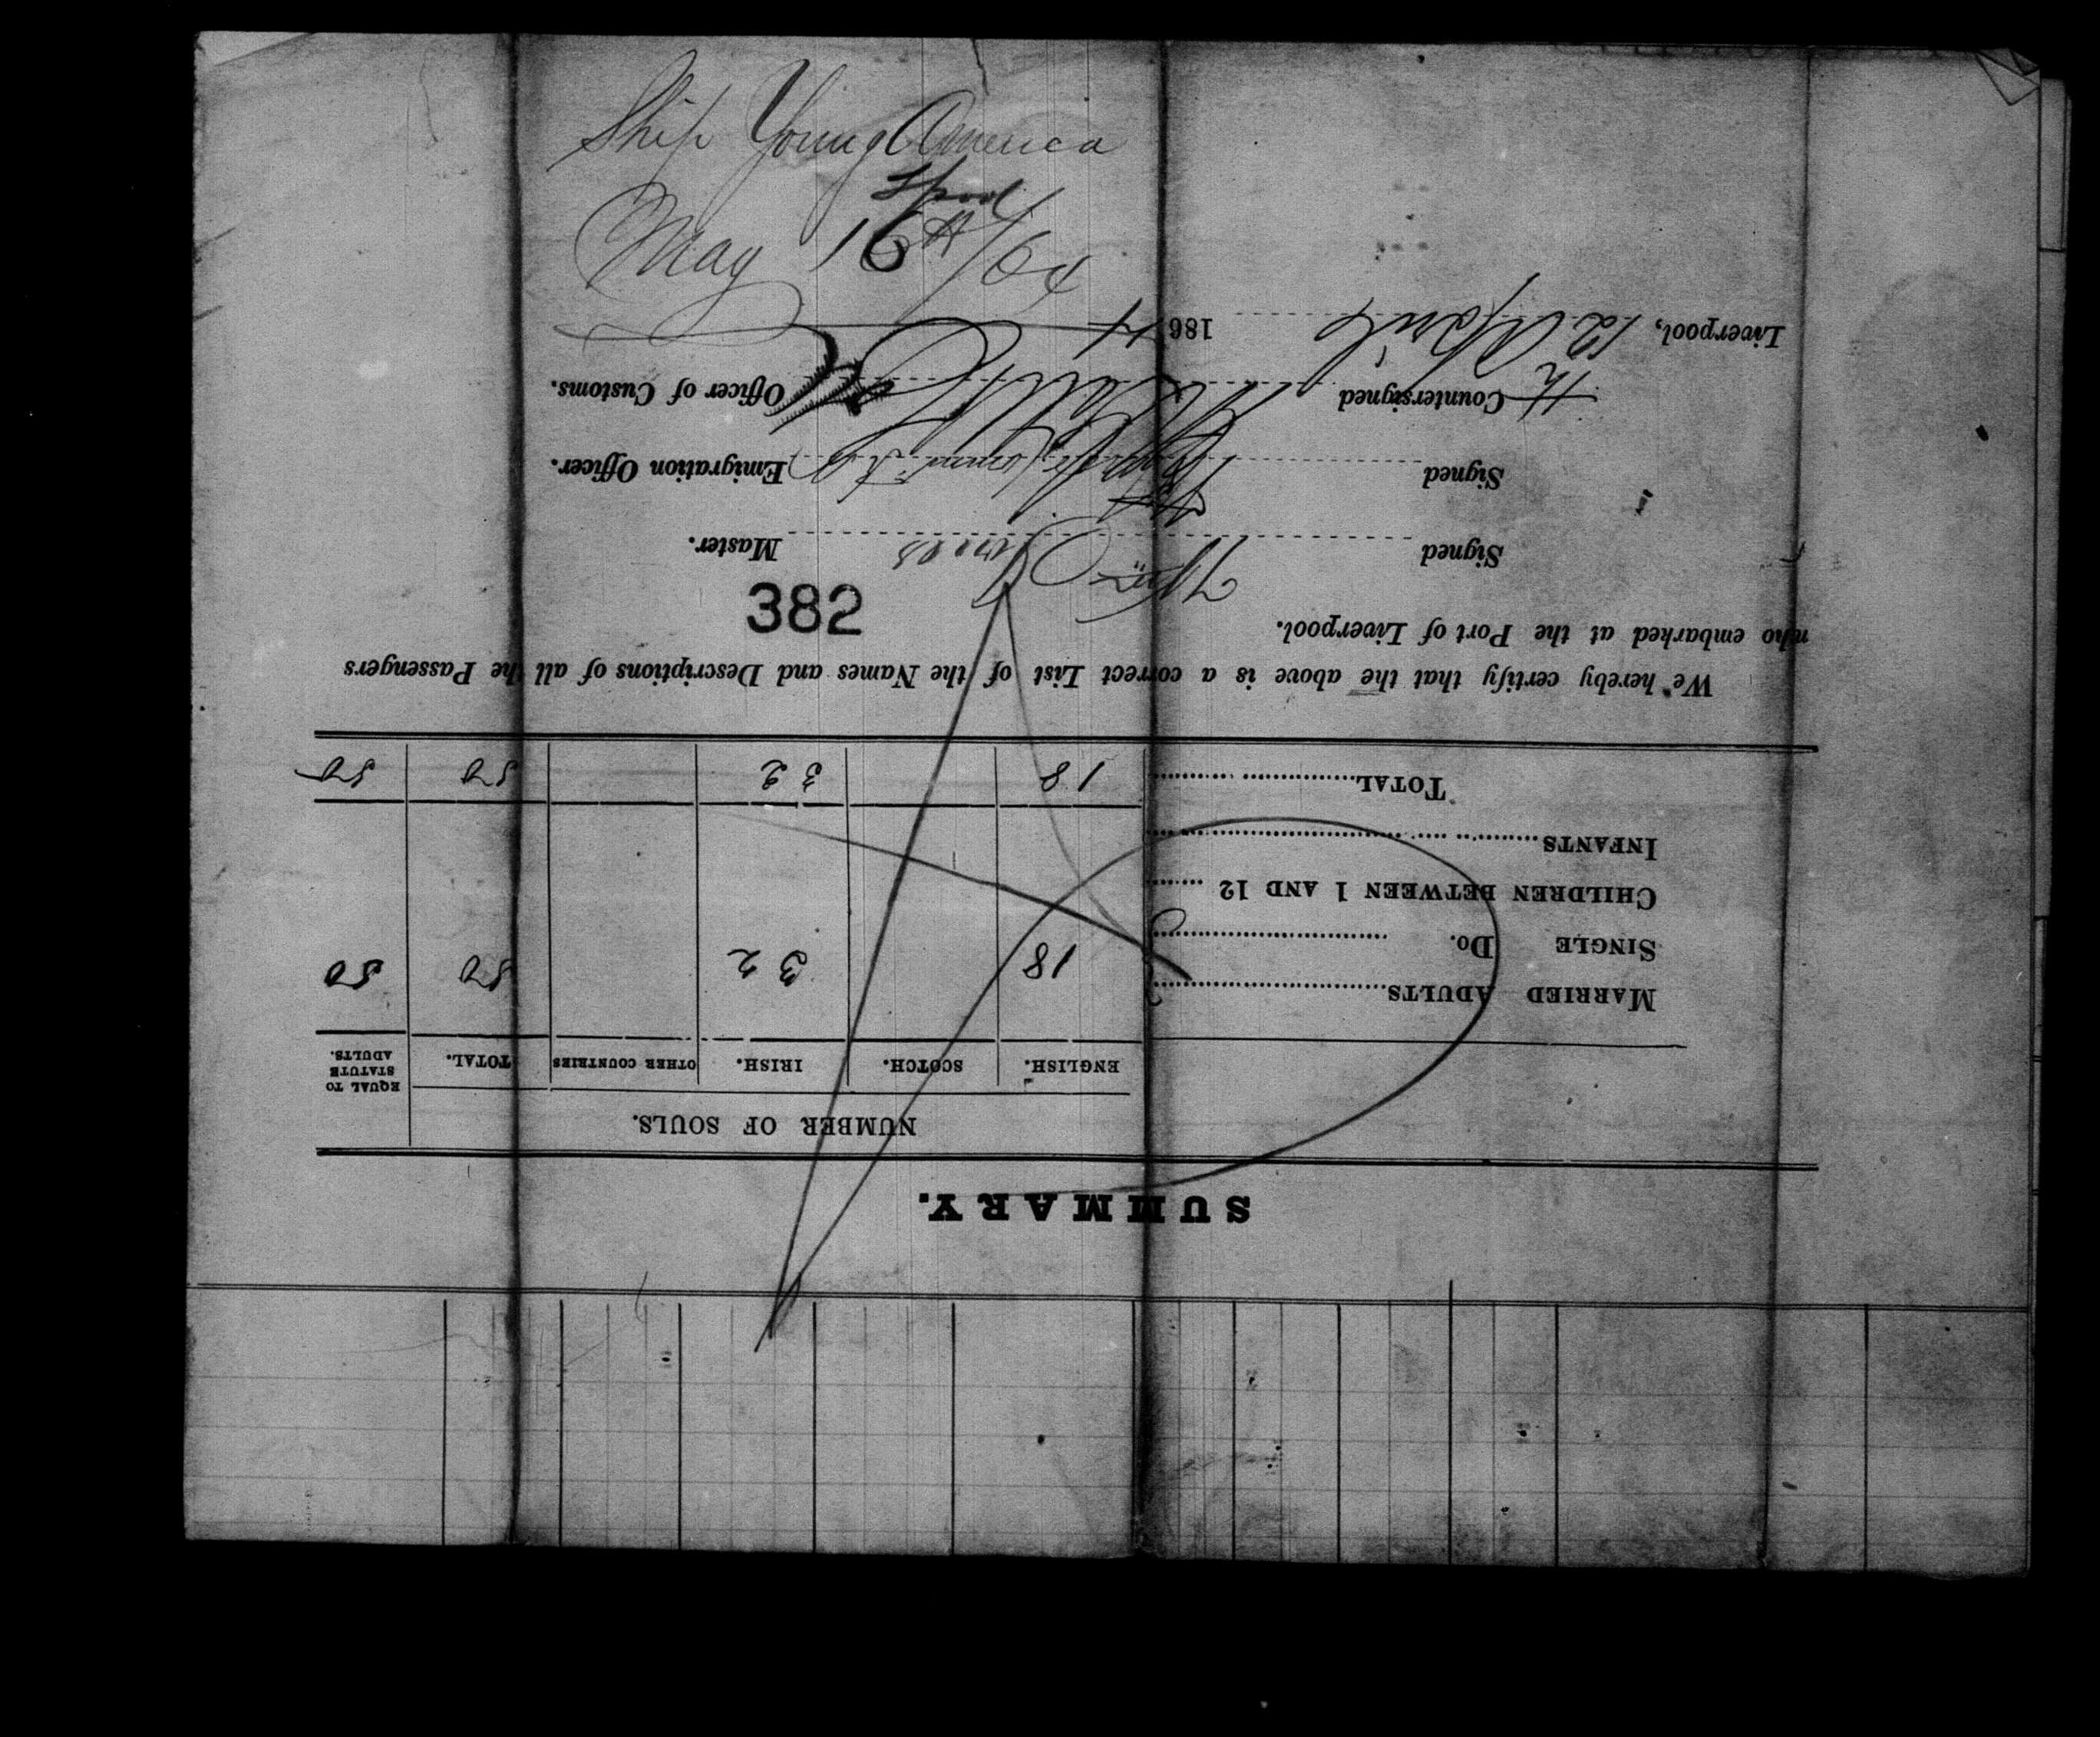 Ship Young America
Lpool
May 16th/64
SUMMARY.
NUMBER OF SOULS.
EQUAL TO STATUTE ADULTS.
ENGLISH. SCOTCH. IRISH. OTHER COUNTRIES TOTAL.
MARRIED ADULTS
SINGLE Do. 18 32 50 50
CHILDREN BETWEEN 1 AND 12
INFANTS
TOTAL 18 32 50 50
We hereby certify that the above is a correct List of the Names and Descriptions of all the Passengers
who embarked at the Port of Liverpool.
382
Signed Jones Master.
Signed Emigration Officer.
Countersigned Officer of Customs.
Liverpool, 12th April 1864